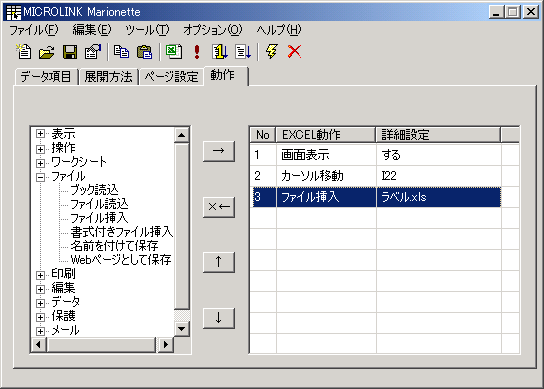 MICROLINK Marionette
ファイル(F) 編集(E) ツール(T) オプション(O) ヘルプ(H)
データ項目 展開方法 ページ設定 動作
表示
操作
ワークシート
ファイル
ブック読込
ファイル読込
ファイル挿入
書式付きファイル挿入
名前を付けて保存
Webページとして保存
印刷
編集
データ
保護
メール
→
×←
↑
↓
No EXCEL動作 詳細設定
1 画面表示 する
2 カーソル移動 I22
3 ファイル挿入 ラベル.xls